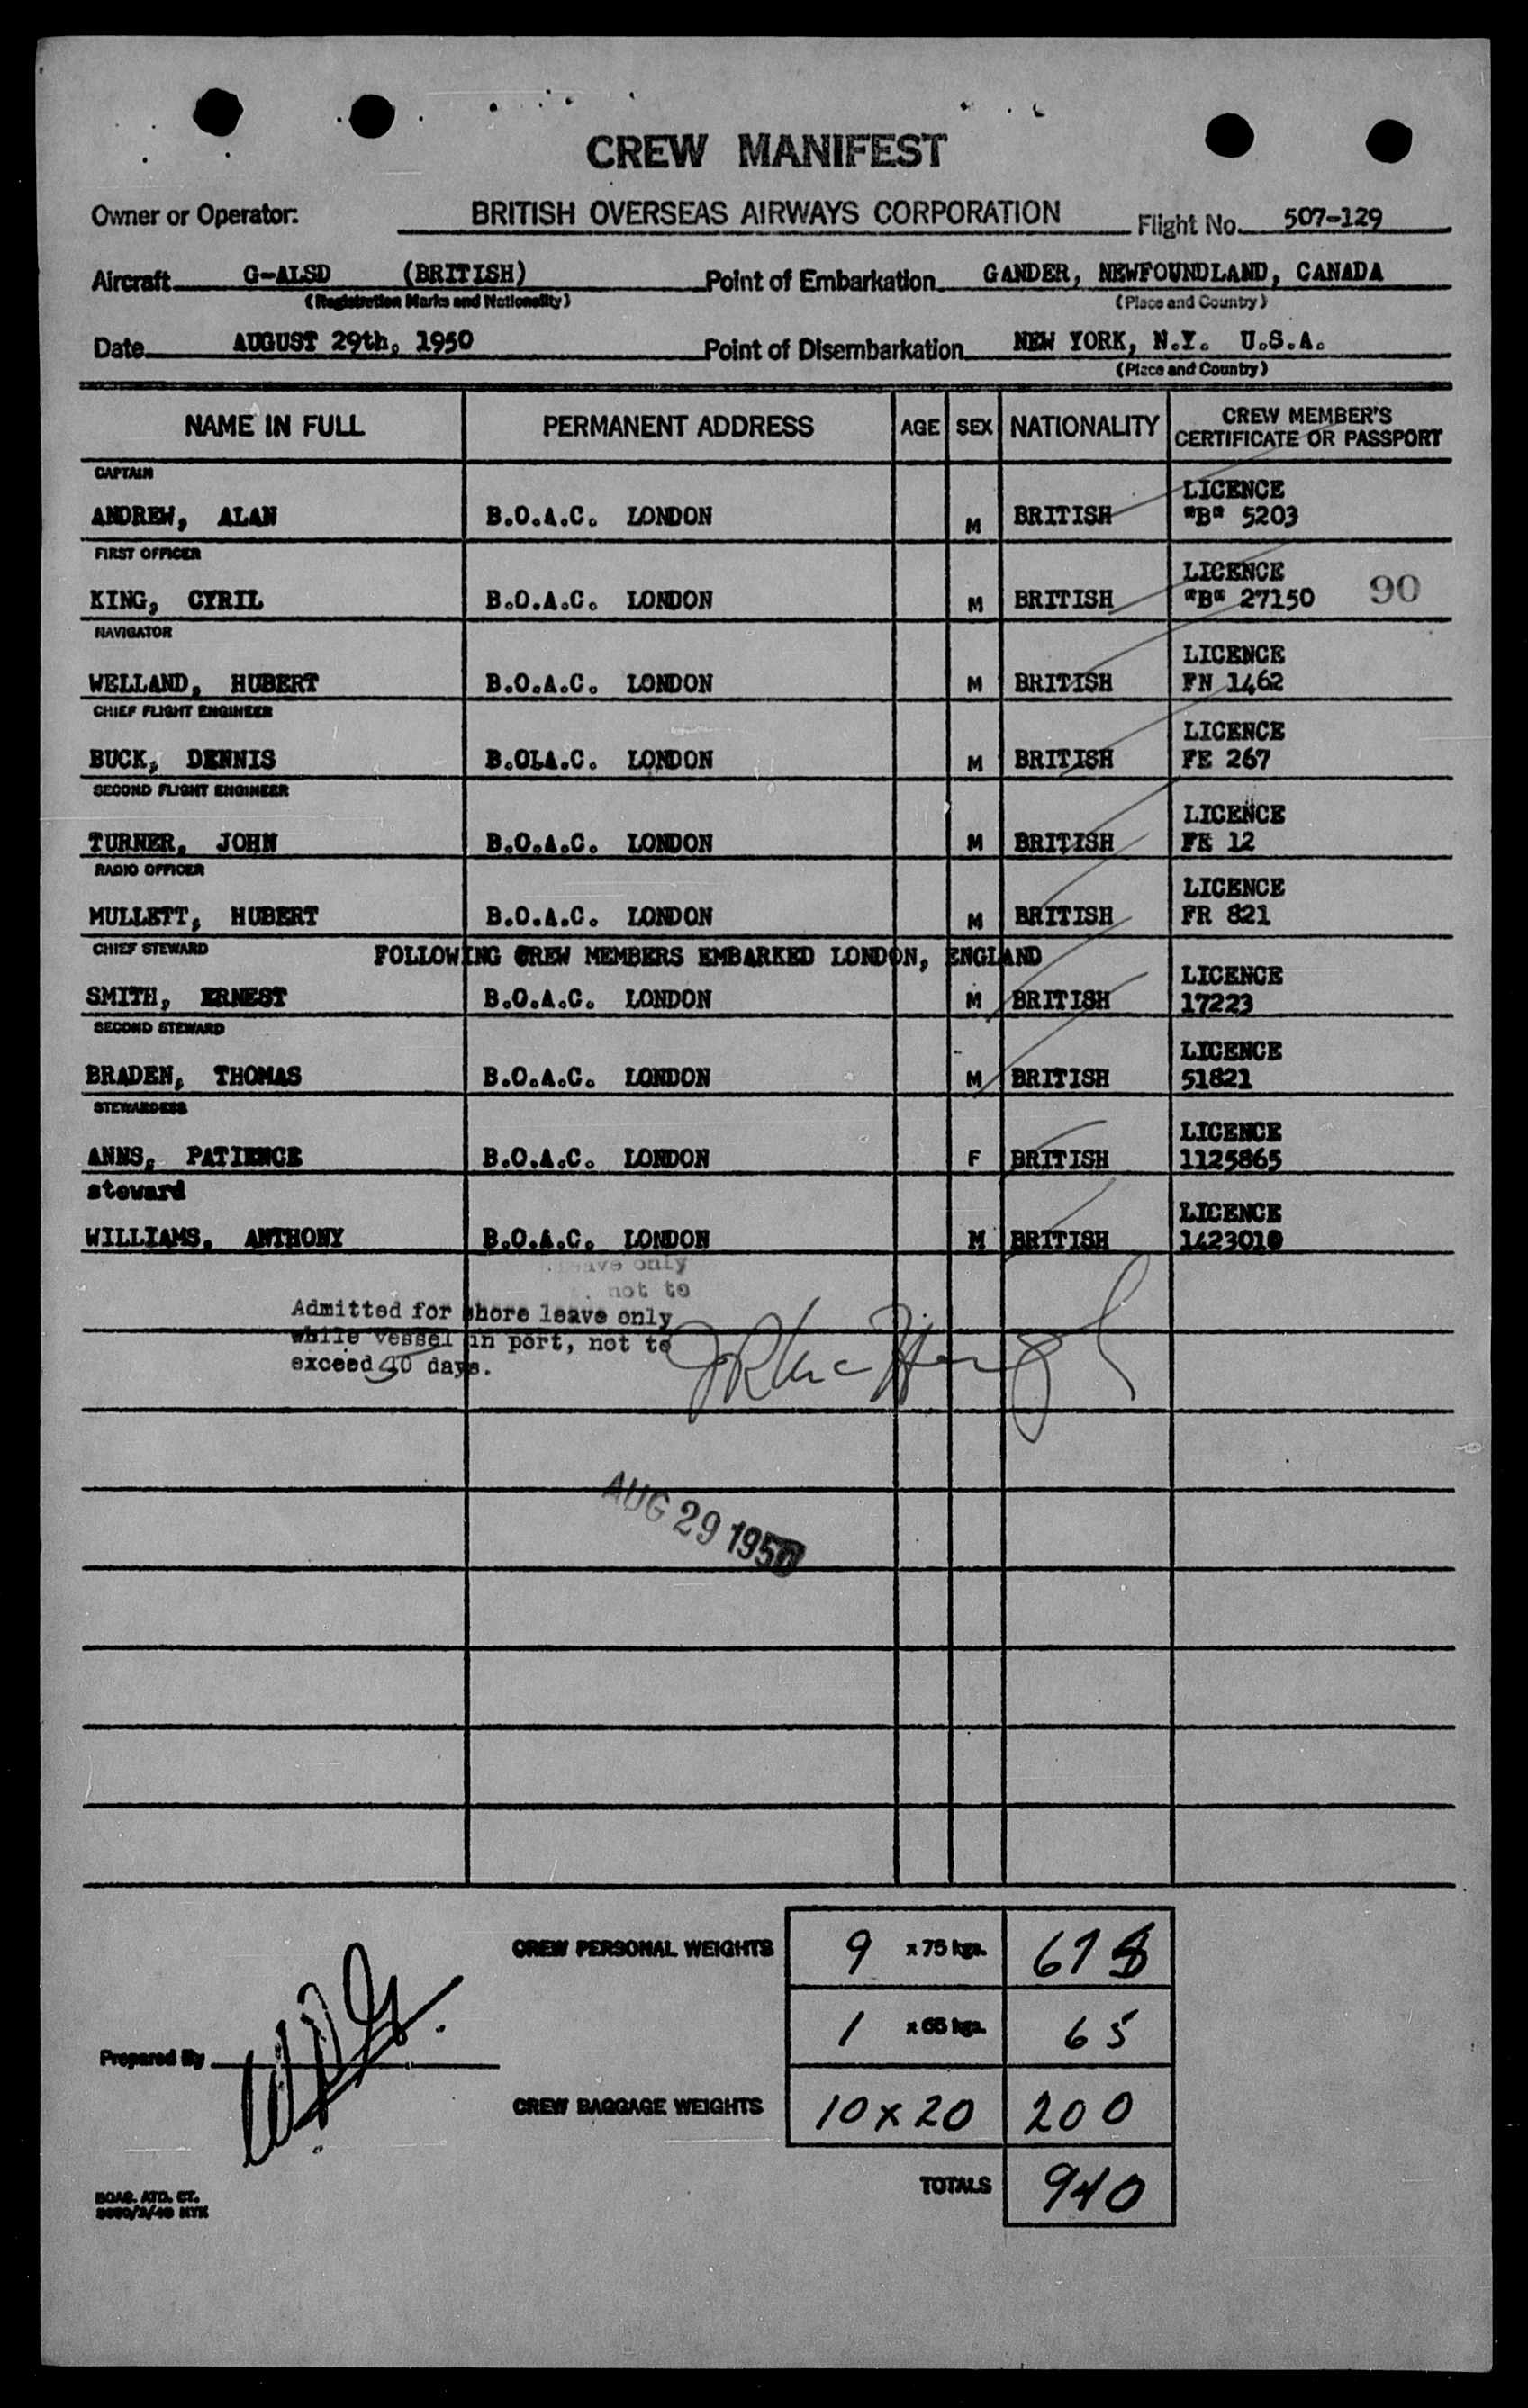 CREW MANIFEST
Owner or Operator: BRITISH OVERSEAS AIRWAYS CORPORATION Flight No. 507-129
Aircraft G-ALSD (BRITISH) Point of Embarkation GANDER, NEWFOUNDLAND, CANADA
(Registration Marks and Nationality) (Place and Country)
Date AUGUST 29th, 1950 Point of Disembarkation NEW YORK, N.Y. U.S.A.
(Place and Country)
NAME IN FULL PERMANENT ADDRESS AGE SEX NATIONALITY CREW MEMBER'S CERTIFICATE OR PASSPORT
CAPTAIN
ANDREW, ALAN B.O.A.C. LONDON M BRITISH LICENCE "B" 5203
FIRST OFFICER
KING, CYRIL B.O.A.C. LONDON M BRITISH LICENCE "B" 27150 90
NAVIGATOR
WELLAND, HUBERT B.O.A.C. LONDON M BRITISH LICENCE FN 1462
CHIEF FLIGHT ENGINEER
BUCK, DENNIS B.O.A.C. LONDON M BRITISH LICENCE FE 267
SECOND FLIGHT ENGINEER
TURNER, JOHN B.O.A.C. LONDON M BRITISH LICENCE FE 12
RADIO OFFICER
MULLETT, HUBERT B.O.A.C. LONDON M BRITISH LICENCE FR 821
CHIEF STEWARD FOLLOWING CREW MEMBERS EMBARKED LONDON, ENGLAND
SMITH, ERNEST B.O.A.C. LONDON M BRITISH LICENCE 17223
SECOND STEWARD
BRADEN, THOMAS B.O.A.C. LONDON M BRITISH LICENCE 51821
STEWARDESS
ANNS, PATIENCE B.O.A.C. LONDON F BRITISH LICENCE 1125865
steward
WILLIAMS, ANTHONY B.O.A.C. LONDON M BRITISH LICENCE 1423010
leave only
not to
Admitted for shore leave only
while vessel in port, not to
exceed 30 days.
AUG 29 1950
CREW PERSONAL WEIGHTS 9 x 75 kgs. 675
1 x 65 kgs. 65
Prepared By
CREW BAGGAGE WEIGHTS 10 x 20 200
TOTALS 940
BOAC. ATD. CT.